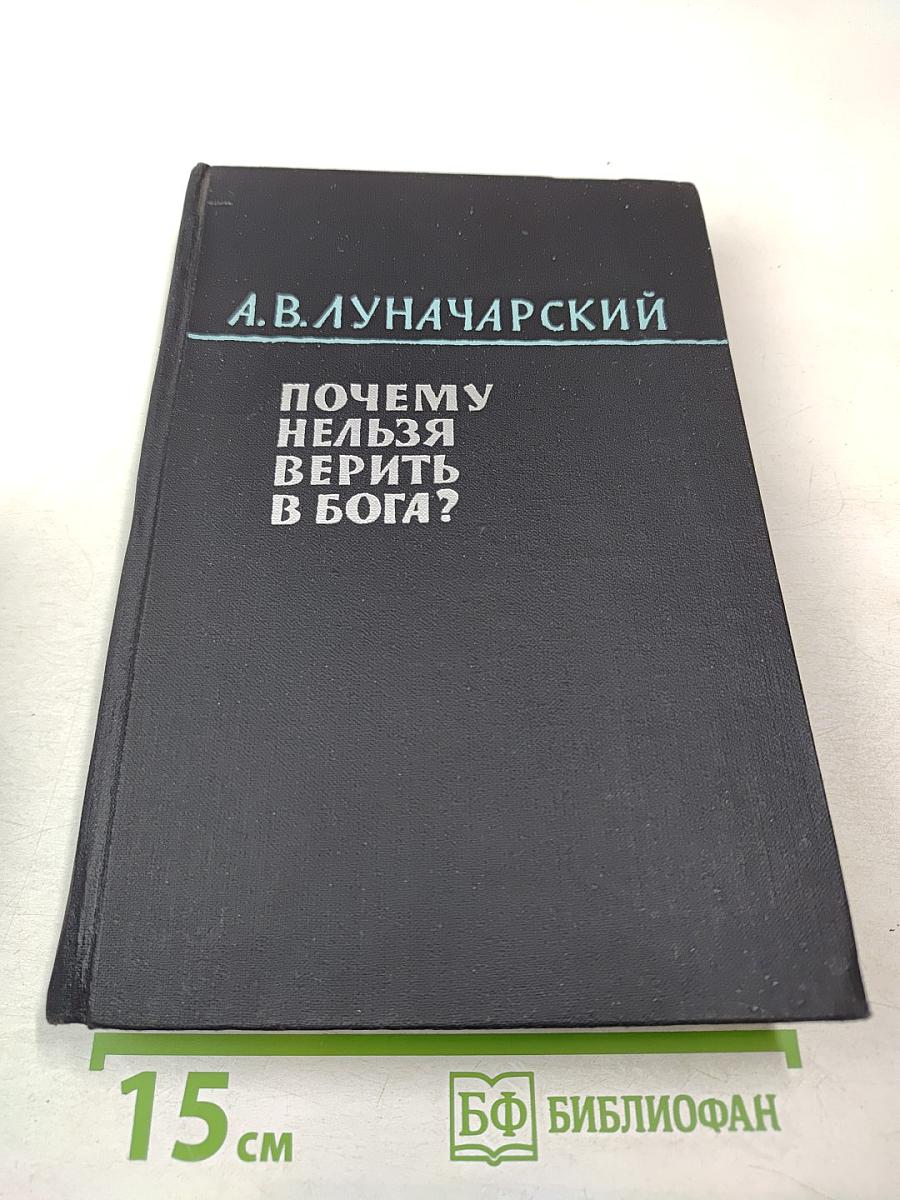 А.В.ЛУНАЧАРСКИЙ
ПОЧЕМУ
НЕЛЬЗЯ
ВЕРИТЬ
В БОГА?
15 см
БФ БИБЛИОФАН